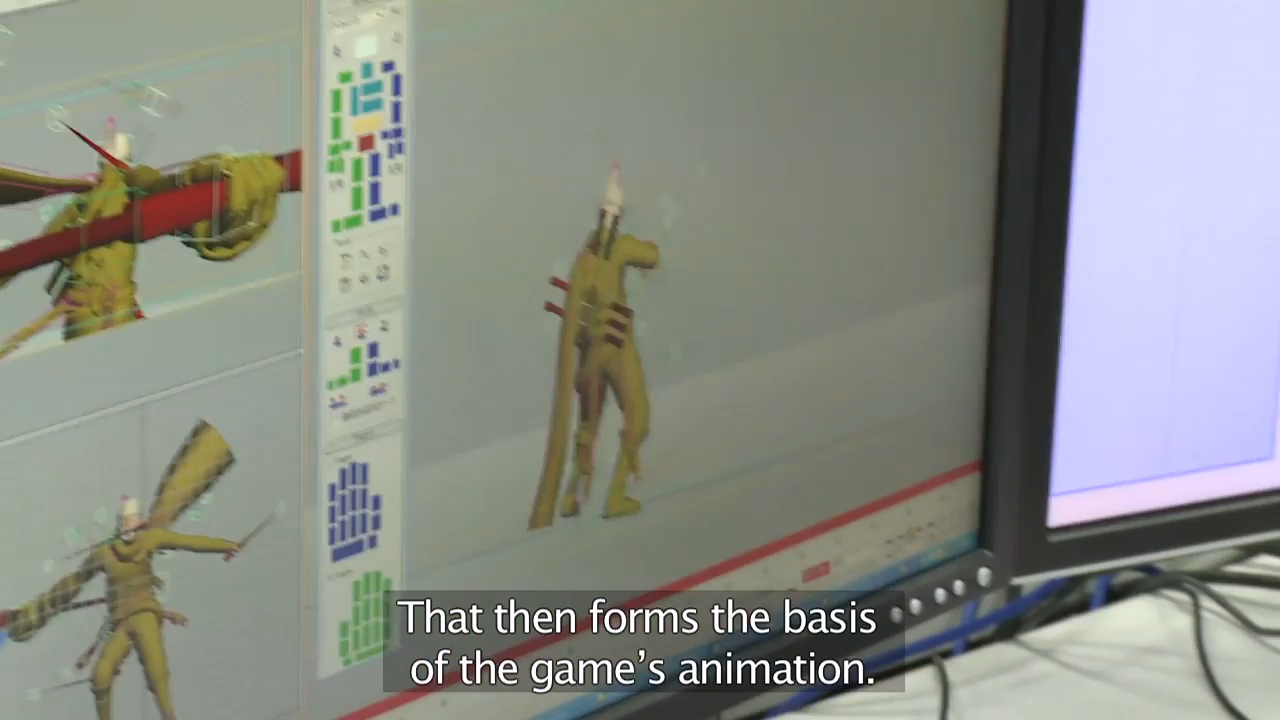 That then forms the basis
of the game's animation.